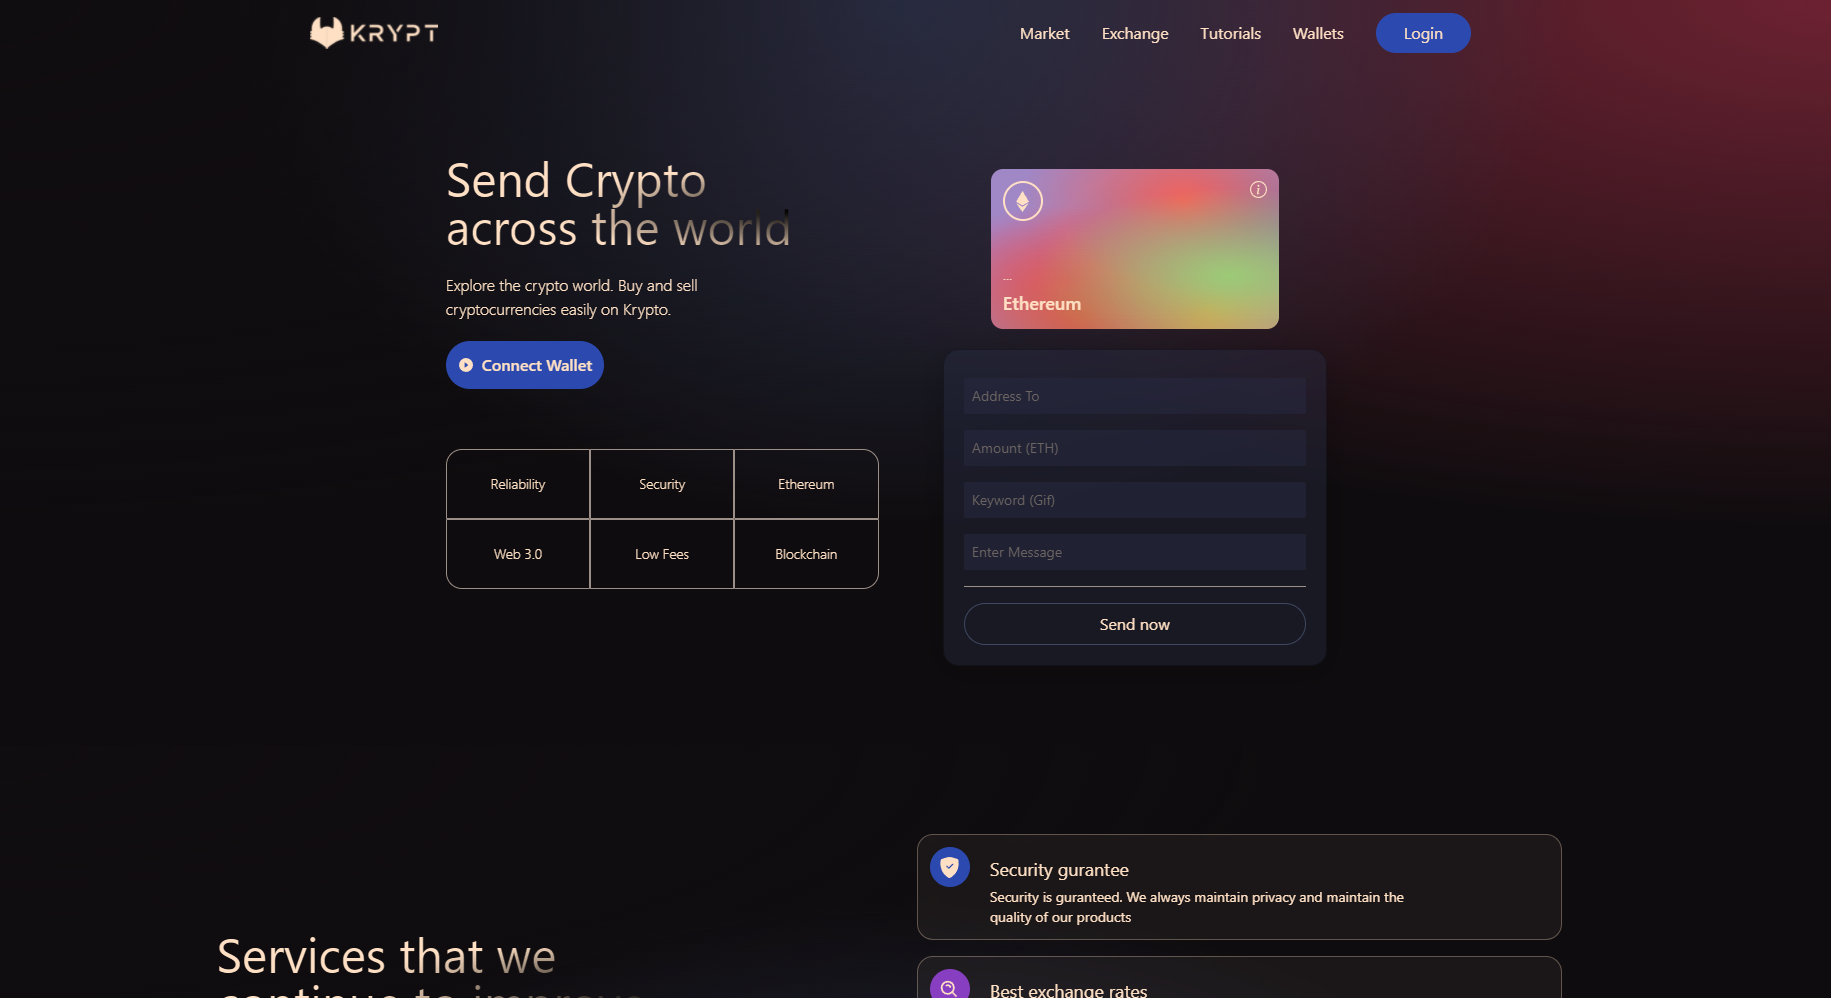 KRYPT
Market
Exchange
Tutorials
Wallets
Login
Send Crypto
across the world
Explore the crypto world. Buy and sell
cryptocurrencies easily on Krypto.
Connect Wallet
Reliability
Security
Ethereum
Web 3.0
Low Fees
Blockchain
...
Ethereum
Address To
Amount (ETH)
Keyword (Gif)
Enter Message
Send now
Services that we
continue to improve
Security gurantee
Security is guranteed. We always maintain privacy and maintain the
quality of our products
Best exchange rates